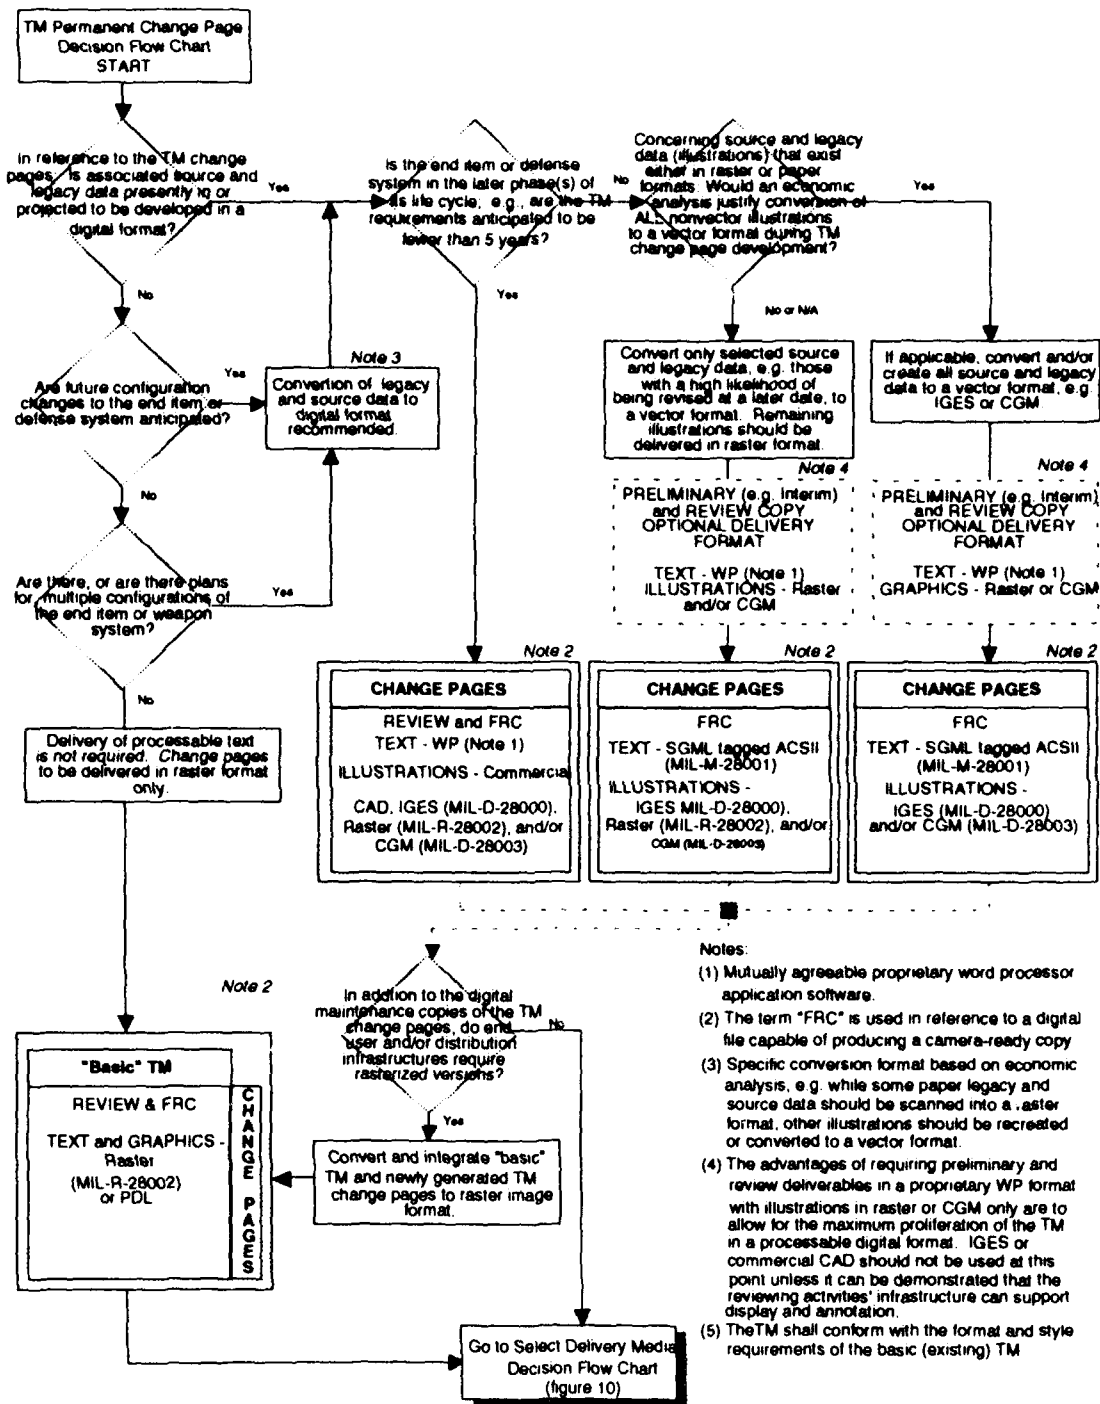 TM Permanent Change Page
Decision Flow Chart
START
In reference to the TM change
pages. Is associated source and
legacy data presently in or
projected to be developed in a
digital format?
Yes
No
Is the end item or defense
system in the later phase(s) of
its life cycle; e.g., are the TM
requirements anticipated to be
fewer than 5 years?
No
Yes
Concerning source and legacy
data (illustrations) that exist
either in raster or paper
formats: Would an economic
analysis justify conversion of
ALL nonvector illustrations
to a vector format during TM
change page development?
Yes
No or N/A
Are future configuration
changes to the end item or
defense system anticipated?
Yes
No
Note 3
Convertion of legacy
and source data to
digital format
recommended.
Convert only selected source
and legacy data, e.g. those
with a high likelihood of
being revised at a later date, to
a vector format. Remaining
illustrations should be
delivered in raster format.
If applicable, convert and/or
create all source and legacy
data to a vector format, e.g.
IGES or CGM
Note 4
PRELIMINARY (e.g. Interim)
and REVIEW COPY
OPTIONAL DELIVERY
FORMAT
TEXT - WP (Note 1)
ILLUSTRATIONS - Raster
and/or CGM
Note 4
PRELIMINARY (e.g. Interim)
and REVIEW COPY
OPTIONAL DELIVERY
FORMAT
TEXT - WP (Note 1)
GRAPHICS - Raster or CGM
Are there, or are there plans
for multiple configurations of
the end item or weapon
system?
Yes
No
Delivery of processable text
is not required. Change pages
to be delivered in raster format
only.
Note 2
CHANGE PAGES
REVIEW and FRC
TEXT - WP (Note 1)
ILLUSTRATIONS - Commercial
CAD, IGES (MIL-D-28000),
Raster (MIL-R-28002), and/or
CGM (MIL-D-28003)
Note 2
CHANGE PAGES
FRC
TEXT - SGML tagged ACSII
(MIL-M-28001)
ILLUSTRATIONS -
IGES MIL-D-28000),
Raster (MIL-R-28002), and/or
CGM (MIL-D-28003)
Note 2
CHANGE PAGES
FRC
TEXT - SGML tagged ACSII
(MIL-M-28001)
ILLUSTRATIONS -
IGES (MIL-D-28000)
and/or CGM (MIL-D-28003)
In addtion to the digital
maintenance copies of the TM
change pages, do end
user and/or distribution
infrastructures require
rasterized versions?
No
Yes
Convert and integrate "basic"
TM and newly generated TM
change pages to raster image
format.
Note 2
"Basic" TM
REVIEW & FRC
TEXT and GRAPHICS -
Raster
(MIL-R-28002)
or PDL
CHANGE PAGES
Go to Select Delivery Media
Decision Flow Chart
(figure 10)
Notes:
(1) Mutually agreeable proprietary word processor
application software.
(2) The term "FRC" is used in reference to a digital
file capable of producing a camera-ready copy
(3) Specific conversion format based on economic
analysis, e.g. while some paper legacy and
source data should be scanned into a raster
format, other illustrations should be recreated
or converted to a vector format.
(4) The advantages of requiring preliminary and
review deliverables in a proprietary WP format
with illustrations in raster or CGM only are to
allow for the maximum proliferation of the TM
in a processable digital format. IGES or
commercial CAD should not be used at this
point unless it can be demonstrated that the
reviewing activities' infrastructure can support
display and annotation.
(5) TheTM shall conform with the format and style
requirements of the basic (existing) TM